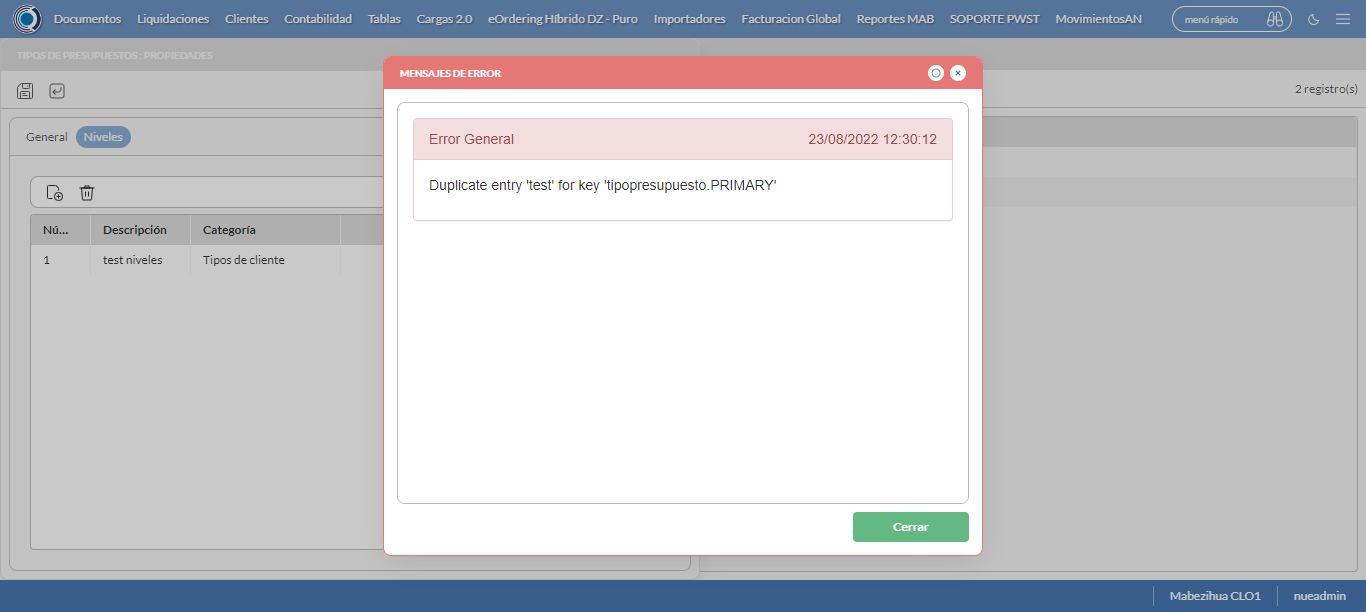 Documentos Liquidaciones Clientes Contabilidad Tablas Cargas 2.0 eOrdering Híbrido DZ - Puro Importadores Facturacion Global Reportes MAB SOPORTE PWST MovimientosAN menú rápido
TIPOS DE PRESUPUESTOS: PROPIEDADES
MENSAJES DE ERROR
2 registro(s)
General Niveles
Error General 23/08/2022 12:30:12
Duplicate entry 'test' for key 'tipopresupuesto.PRIMARY'
Nú... Descripción Categoría
1 test niveles Tipos de cliente
Cerrar
Mabezihua CLO1 nueadmin